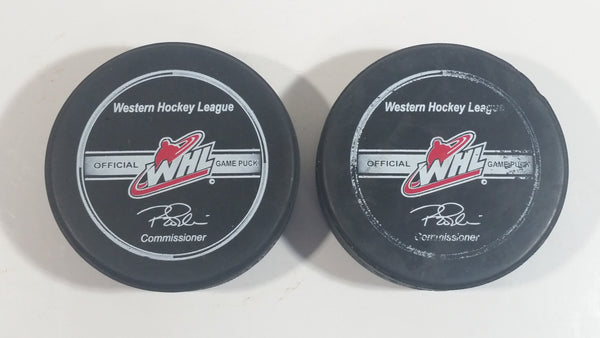 Western Hockey League
OFFICIAL WHL GAME PUCK
©
Commissioner
Western Hockey League
OFFICIAL WHL GAME PUCK
©
Commissioner